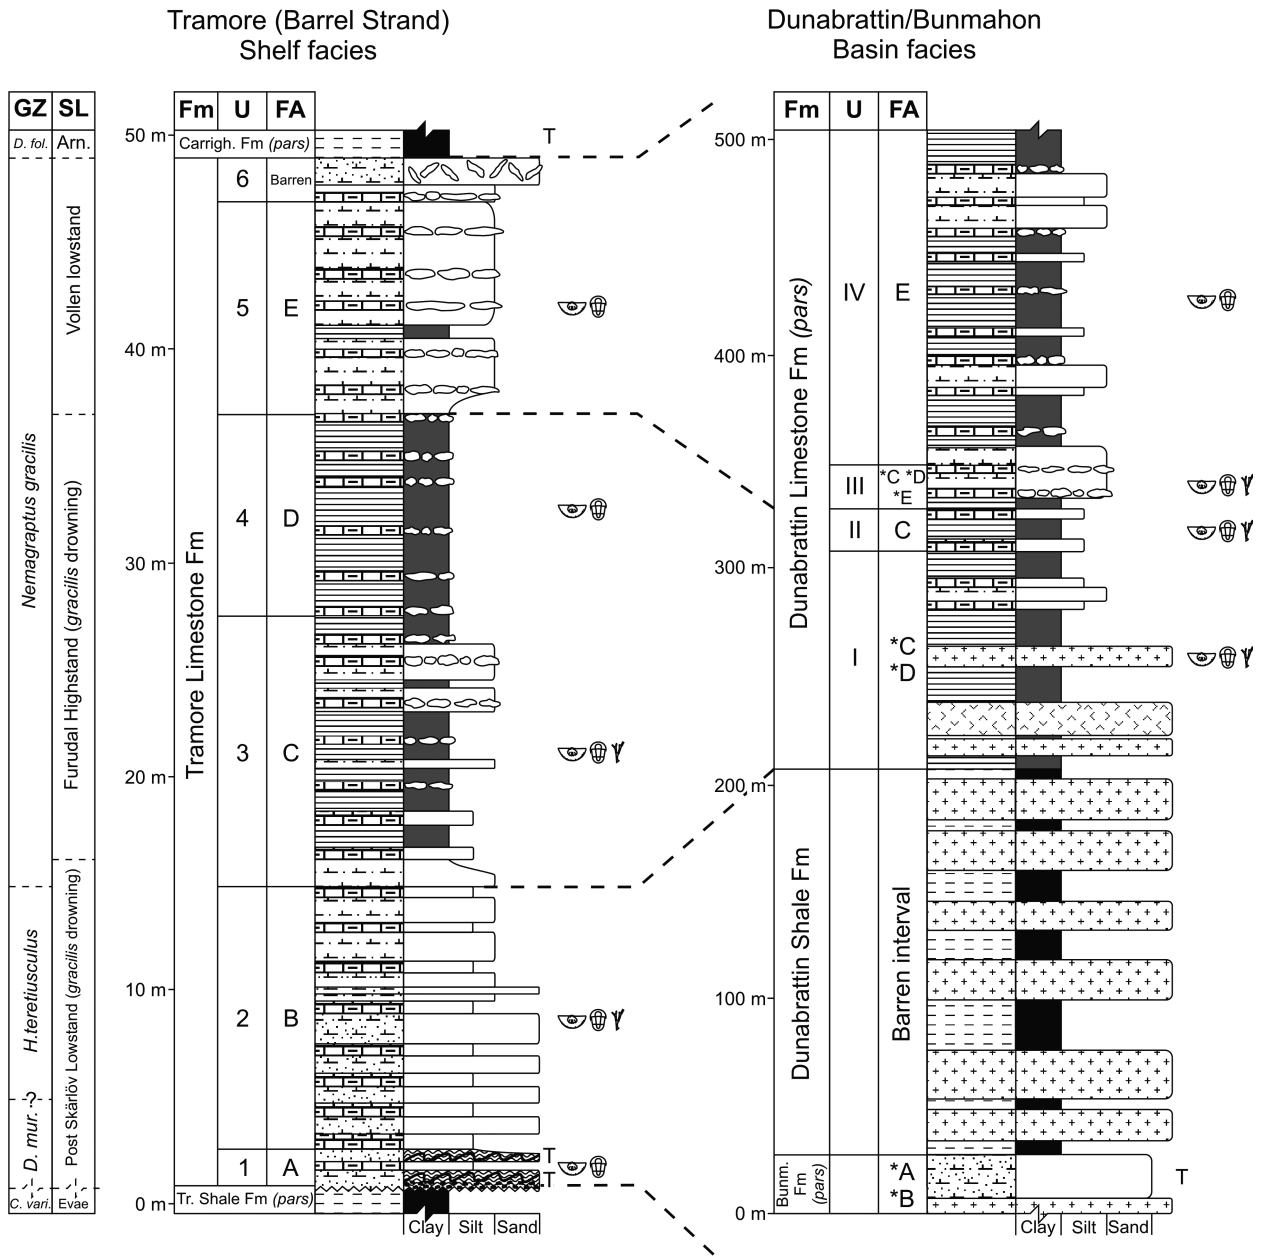 Tramore (Barrel Strand)
Shelf facies
Dunabrattin/Bunmahon
Basin facies
GZ SL
D. fol. Arn.
Vollen lowstand
Nemagraptus gracilis
Furudal Highstand (gracilis drowning)
H.teretiusculus
Post Skärlöv Lowstand (gracilis drowning)
D. mur. -?
C. vari. Evae
50 m
40 m
30 m
20 m
10 m
0 m
Fm U FA
Carrigh. Fm (pars)
Tramore Limestone Fm
6 Barren
5 E
4 D
3 C
2 B
1 A
Tr. Shale Fm (pars)
T
T
T
Clay Silt Sand
500 m
400 m
300 m
200 m
100 m
0 m
Fm U FA
Dunabrattin Limestone Fm (pars)
IV E
III *C *D
*E
II C
I *C
*D
Dunabrattin Shale Fm
Barren interval
Bunm.
Fm
(pars)
*A
*B
T
Clay Silt Sand